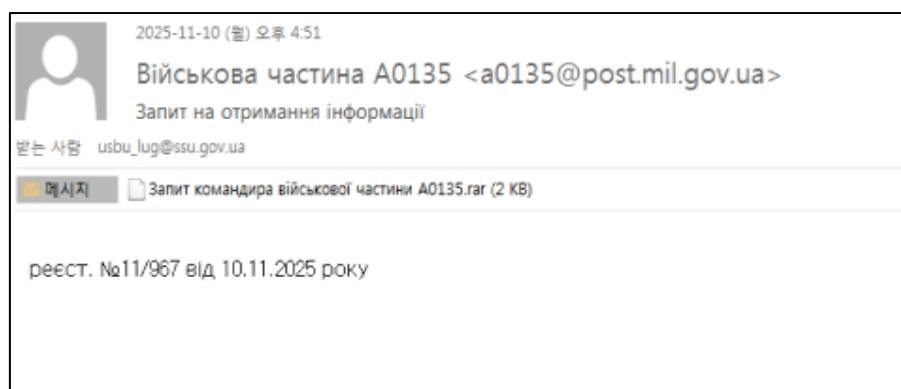 2025-11-10 (월) 오후 4:51
Військова частина А0135 <a0135@post.mil.gov.ua>
Запит на отримання інформації
받는 사람 usbu_lug@ssu.gov.ua
메시지 Запит командира військової частини А0135.rar (2 KB)
реєст. №11/967 від 10.11.2025 року